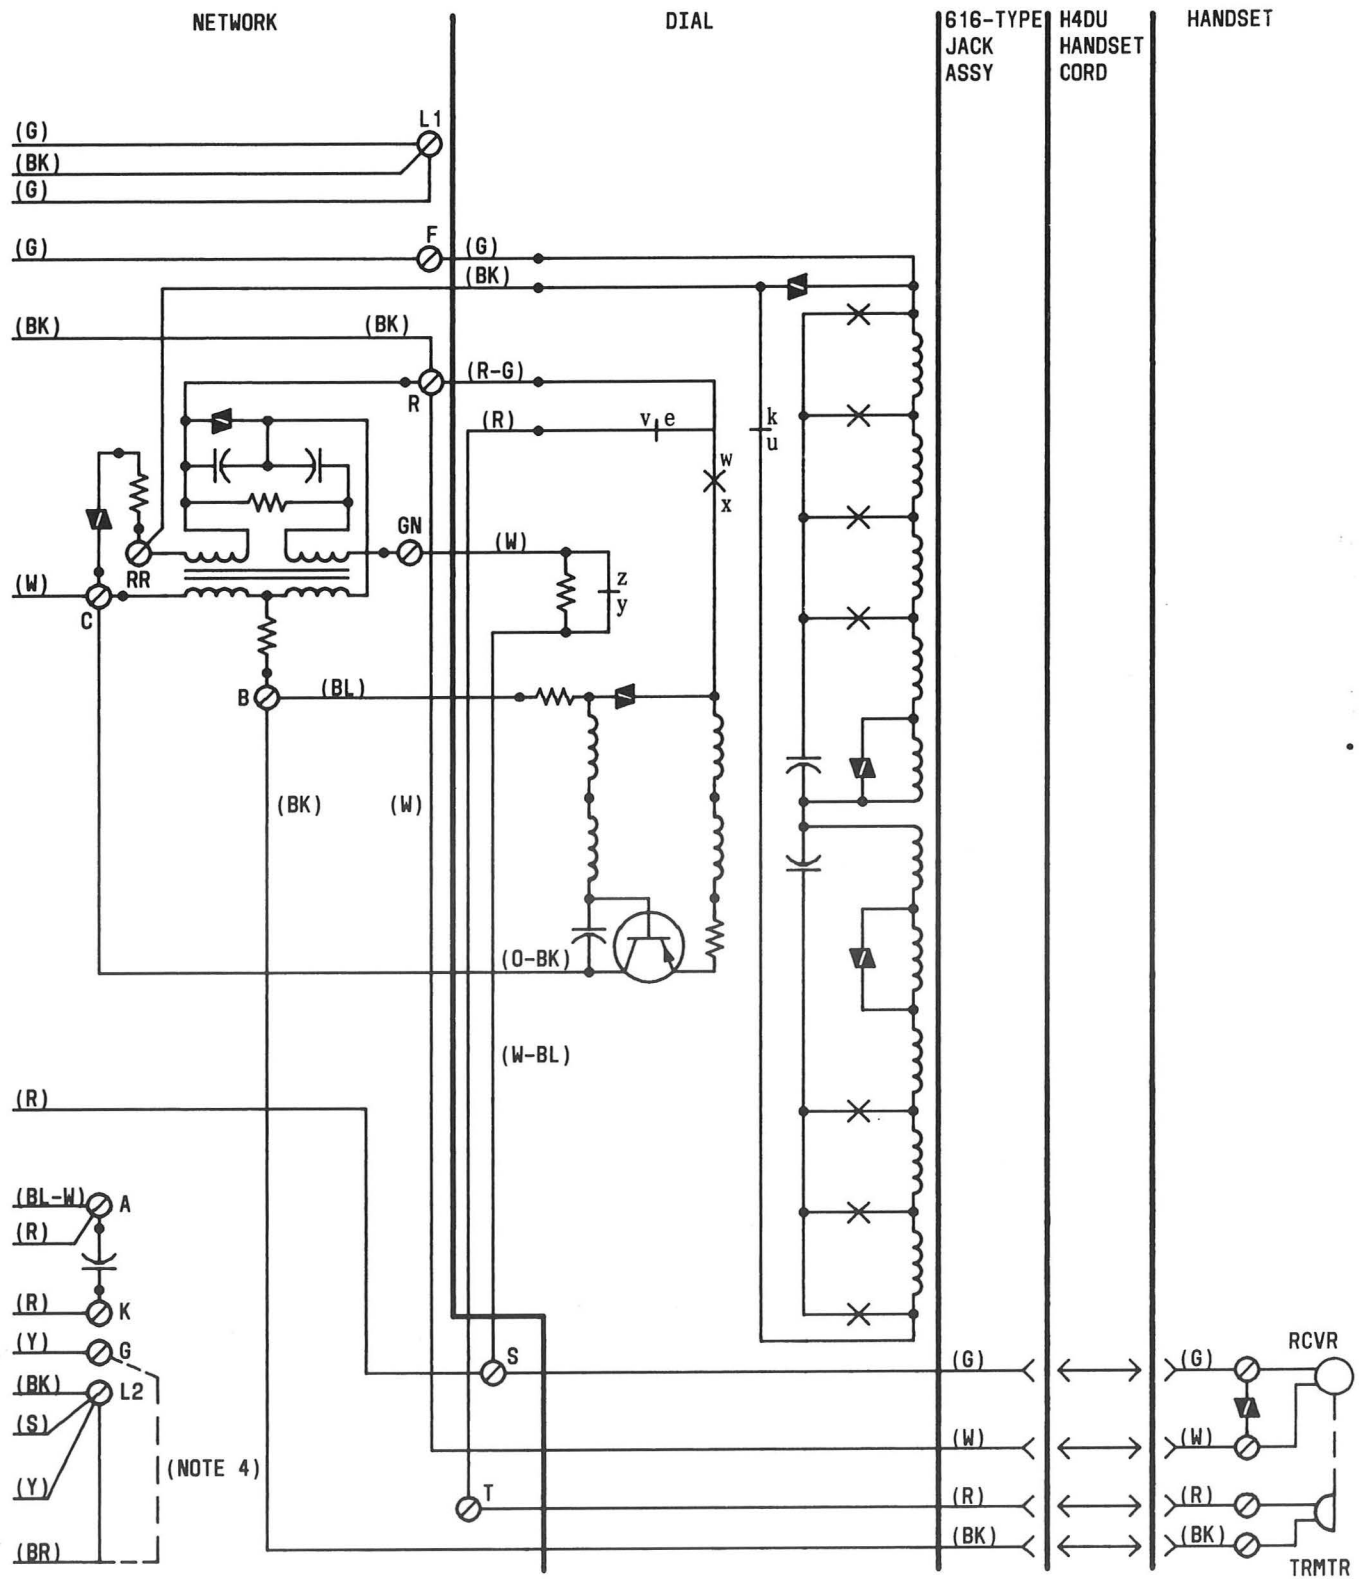 NETWORK
DIAL
616-TYPE
JACK
ASSY
H4DU
HANDSET
CORD
HANDSET
L1
(G)
(BK)
(G)
F
(G)
(G)
(BK)
(BK)
(BK)
(R-G)
R
(R)
v e
k
u
w
x
GN
(W)
RR
(W)
C
z
y
B
(BL)
(BK)
(W)
(O-BK)
(W-BL)
(R)
(BL-W)
A
(R)
(R)
K
(Y)
G
(BK)
L2
(S)
(NOTE 4)
(Y)
(BR)
S
(G)
(G)
RCVR
(W)
(W)
T
(R)
(R)
(BK)
(BK)
TRMTR